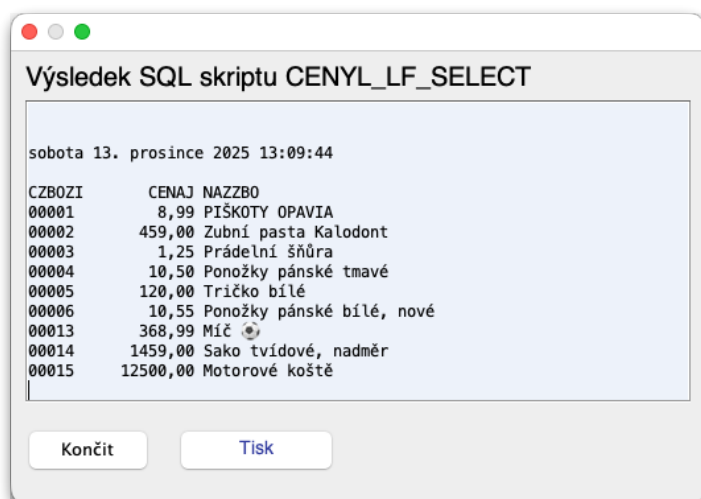 Výsledek SQL skriptu CENYL_LF_SELECT
sobota 13. prosince 2025 13:09:44
CZBOZI CENAJ NAZZBO
00001 8,99 PIŠKOTY OPAVIA
00002 459,00 Zubní pasta Kalodont
00003 1,25 Prádelní šňůra
00004 10,50 Ponožky pánské tmavé
00005 120,00 Tričko bílé
00006 10,55 Ponožky pánské bílé, nové
00013 368,99 Míč ⚽
00014 1459,00 Sako tvídové, nadměr
00015 12500,00 Motorové koště
Končit Tisk